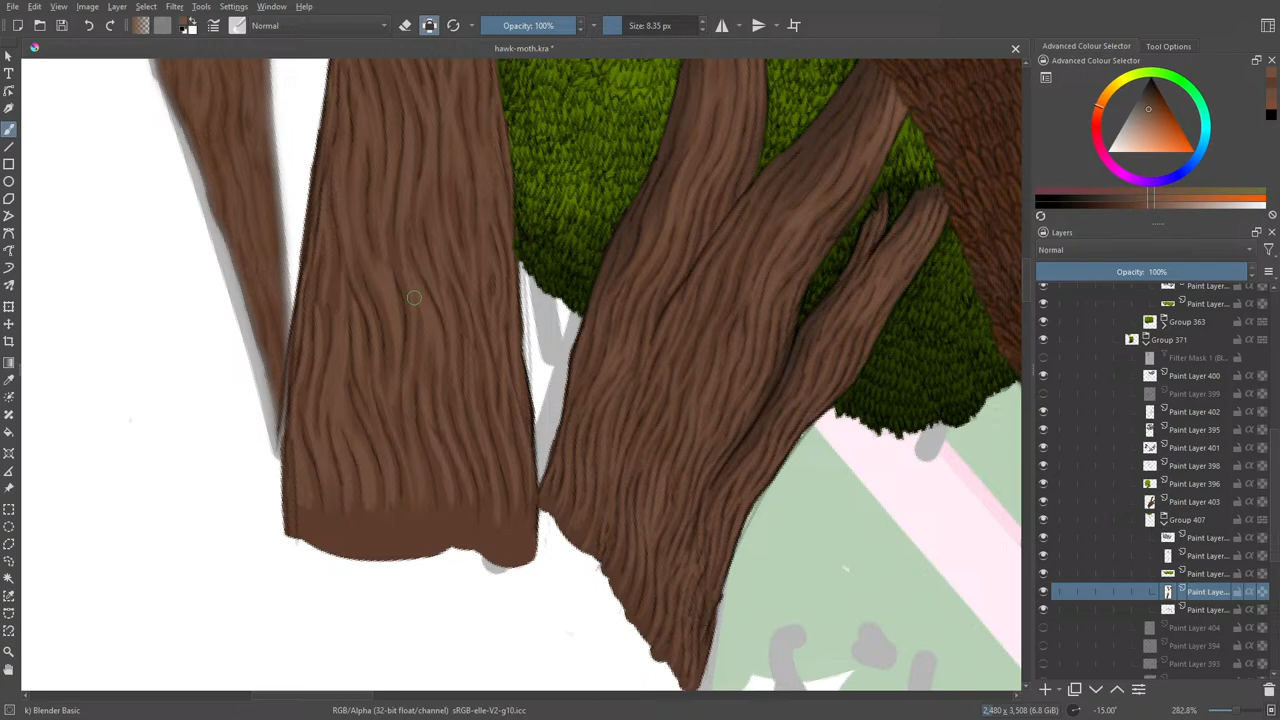 File Edit View Image Layer Select Filter Tools Settings Window Help
Normal
Opacity: 100%
Size: 8.35 px
hawk-moth.kra *
Advanced Colour Selector
Tool Options
Advanced Colour Selector
Layers
Normal
Opacity: 100%
Paint Layer...
Paint Layer...
Group 363
Group 371
Filter Mask 1 (Bl...
Paint Layer 400
Paint Layer 399
Paint Layer 402
Paint Layer 395
Paint Layer 401
Paint Layer 398
Paint Layer 396
Paint Layer 403
Group 407
Paint Layer...
Paint Layer...
Paint Layer...
Paint Laye...
Paint Layer...
Paint Layer 404
Paint Layer 394
Paint Layer 393
k) Blender Basic
RGB/Alpha (32-bit float/channel) sRGB-elle-V2-g10.icc
2,480 x 3,508 (6.8 GiB)
-15.00°
282.8%